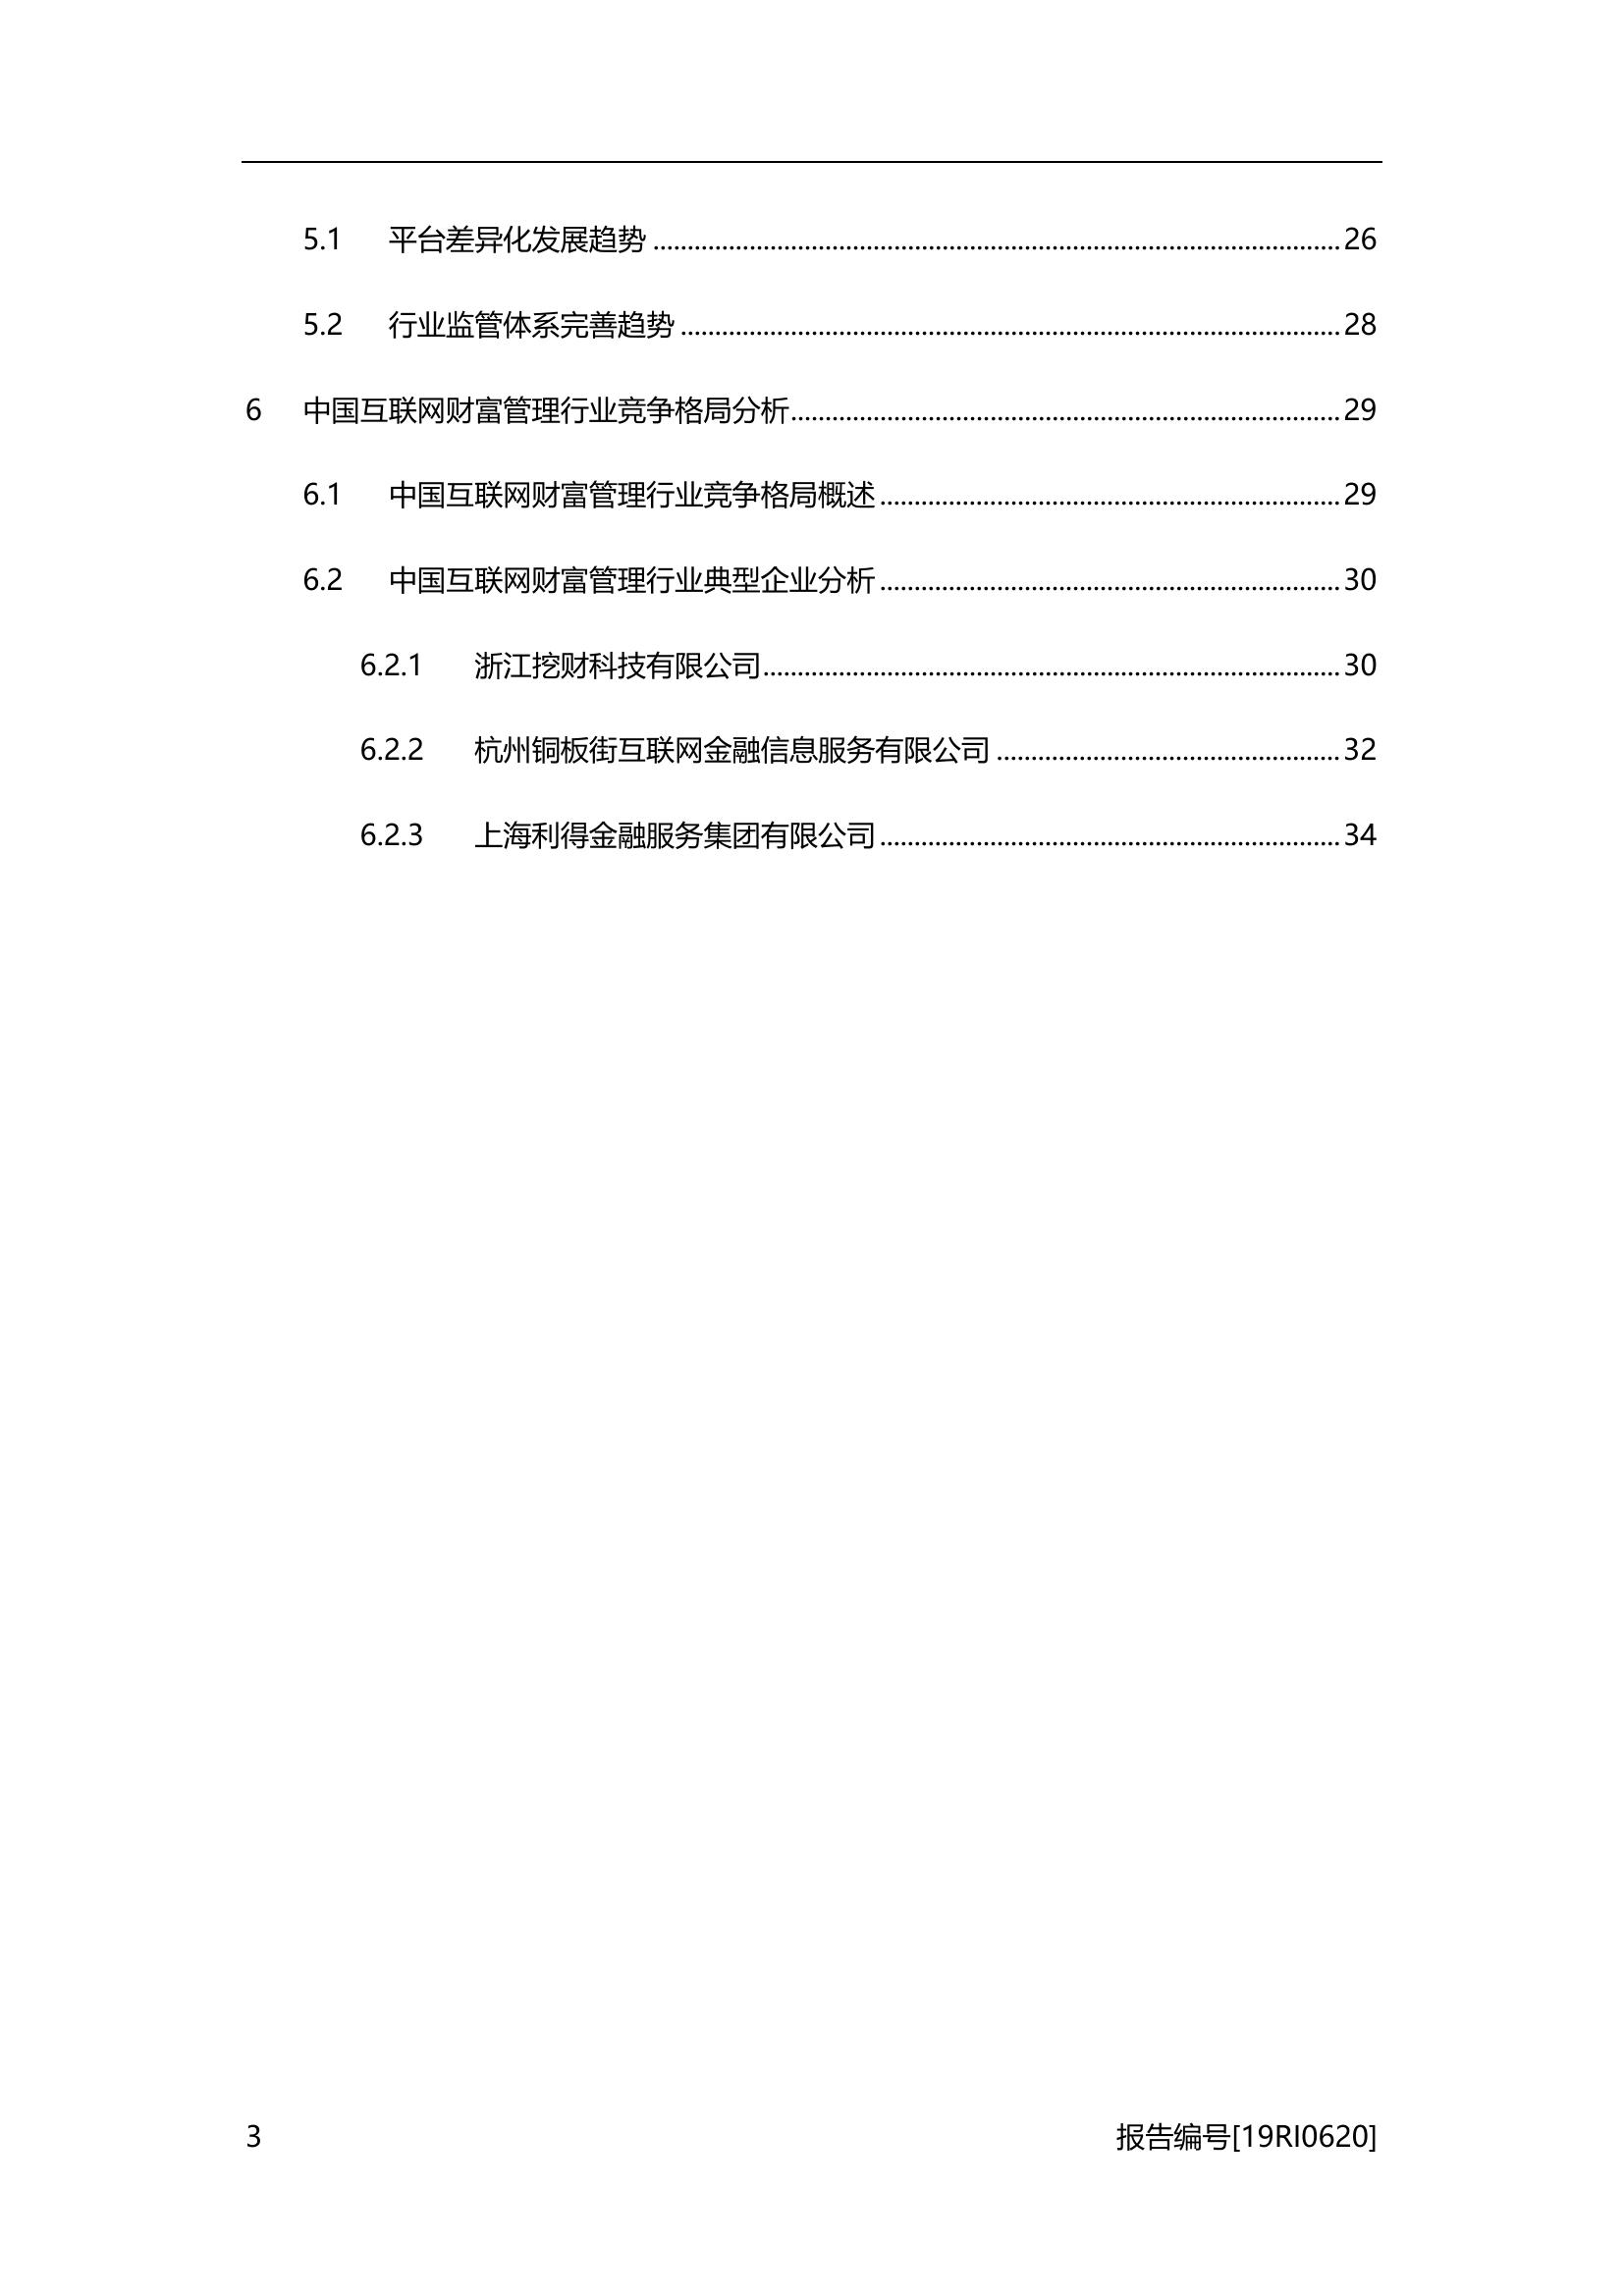 5.1 平台差异化发展趋势 26
5.2 行业监管体系完善趋势 28
6 中国互联网财富管理行业竞争格局分析 29
6.1 中国互联网财富管理行业竞争格局概述 29
6.2 中国互联网财富管理行业典型企业分析 30
6.2.1 浙江挖财科技有限公司 30
6.2.2 杭州铜板街互联网金融信息服务有限公司 32
6.2.3 上海利得金融服务集团有限公司 34
3 报告编号[19RI0620]